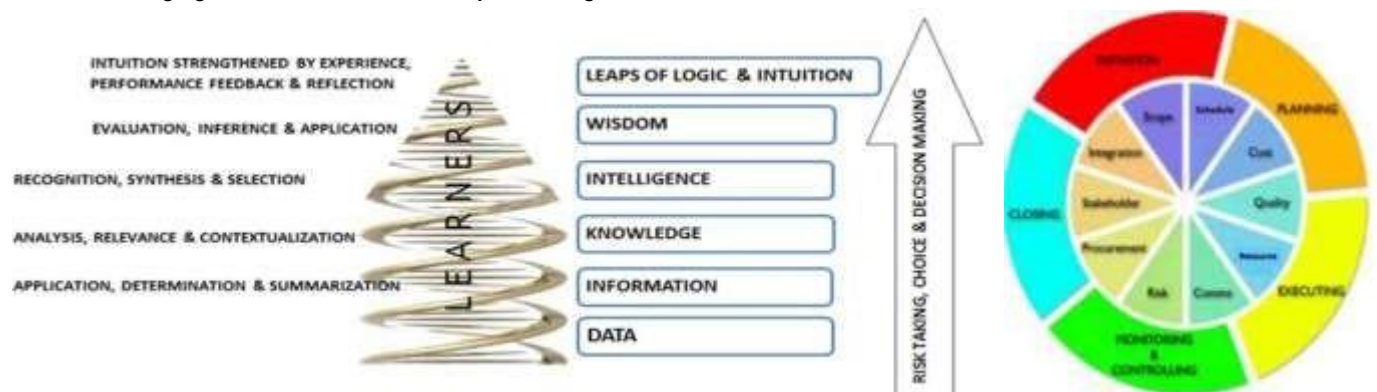 INTUITION STRENGTHENED BY EXPERIENCE,
PERFORMANCE FEEDBACK & REFLECTION
EVALUATION, INFERENCE & APPLICATION
RECOGNITION, SYNTHESIS & SELECTION
ANALYSIS, RELEVANCE & CONTEXTUALIZATION
APPLICATION, DETERMINATION & SUMMARIZATION
LEARNERS
LEAPS OF LOGIC & INTUITION
WISDOM
INTELLIGENCE
KNOWLEDGE
INFORMATION
DATA
RISK TAKING, CHOICE & DECISION MAKING
PLANNING
EXECUTING
MONITORING
&
CONTROLLING
CLOSING
Scope
Schedule
Cost
Quality
Resource
Comms
Risk
Procurement
Stakeholder
Integration